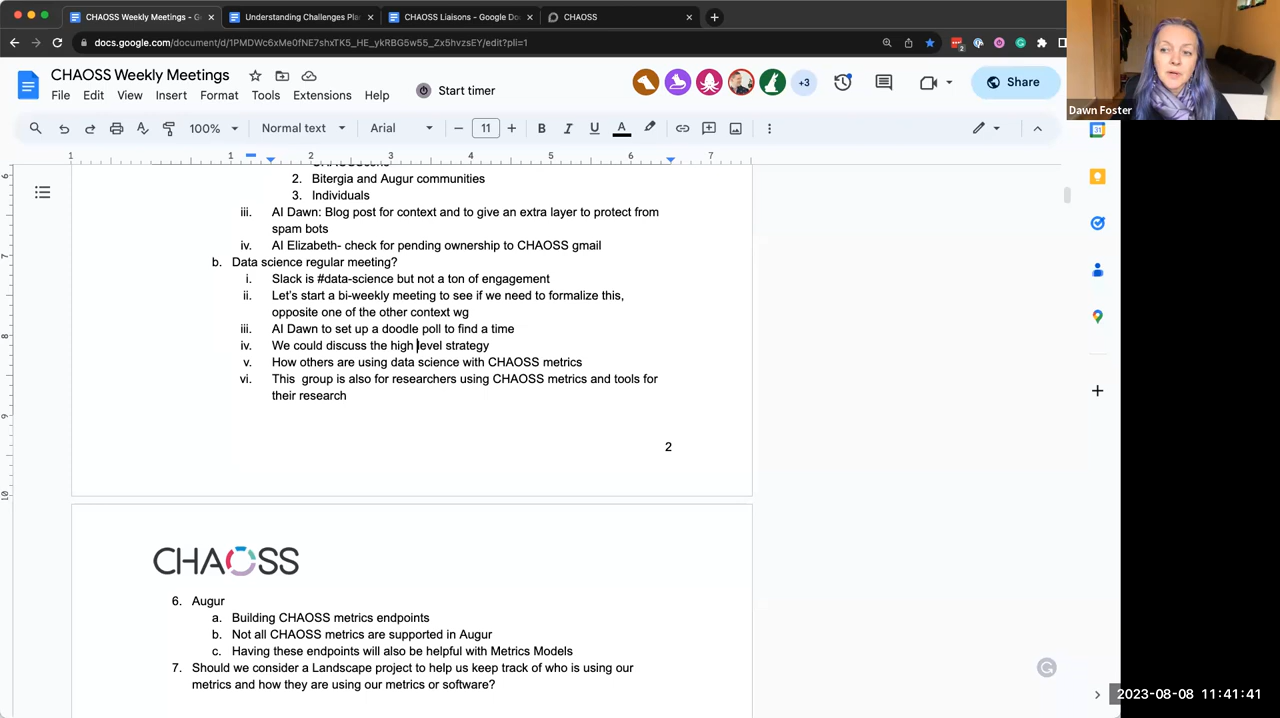 CHAOSS Weekly Meetings - G
Understanding Challenges Pla
CHAOSS Liaisons - Google Do
CHAOSS
docs.google.com/document/d/1PMDWc6xMe0fNE7shxTK5_HE_ykRBG5w55_Zx5hvzsEY/edit?pli=1
CHAOSS Weekly Meetings
File Edit View Insert Format Tools Extensions Help
Start timer
+3
Share
Dawn Foster
100% Normal text Arial 11 B I U A
1 1 2 3 4 5 6 7
2. Bitergia and Augur communities
3. Individuals
iii. AI Dawn: Blog post for context and to give an extra layer to protect from
spam bots
iv. AI Elizabeth- check for pending ownership to CHAOSS gmail
b. Data science regular meeting?
i. Slack is #data-science but not a ton of engagement
ii. Let's start a bi-weekly meeting to see if we need to formalize this,
opposite one of the other context wg
iii. AI Dawn to set up a doodle poll to find a time
iv. We could discuss the high level strategy
v. How others are using data science with CHAOSS metrics
vi. This group is also for researchers using CHAOSS metrics and tools for
their research
2
CHAOSS
6. Augur
a. Building CHAOSS metrics endpoints
b. Not all CHAOSS metrics are supported in Augur
c. Having these endpoints will also be helpful with Metrics Models
7. Should we consider a Landscape project to help us keep track of who is using our
metrics and how they are using our metrics or software?
2023-08-08 11:41:41